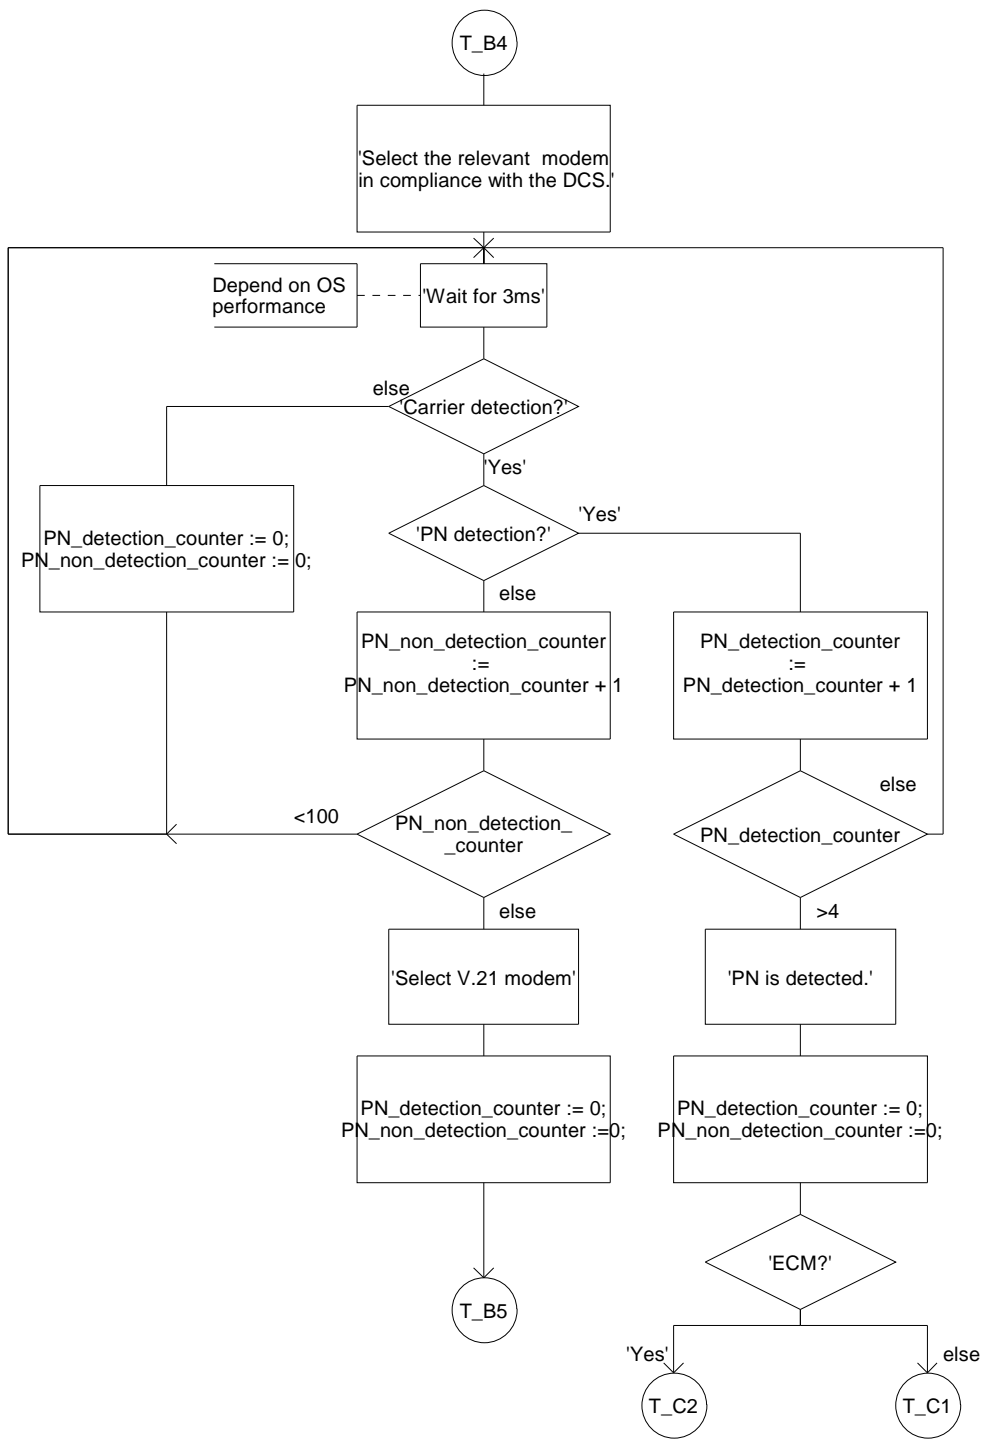 T_B4
'Select the relevant modem
in compliance with the DCS.'
Depend on OS
performance
'Wait for 3ms'
else
'Carrier detection?'
'Yes'
PN_detection_counter := 0;
PN_non_detection_counter := 0;
'PN detection?'
'Yes'
else
PN_non_detection_counter
:=
PN_non_detection_counter + 1
PN_detection_counter
:=
PN_detection_counter + 1
<100
PN_non_detection_
_counter
else
PN_detection_counter
else
>4
'Select V.21 modem'
'PN is detected.'
PN_detection_counter := 0;
PN_non_detection_counter :=0;
PN_detection_counter := 0;
PN_non_detection_counter :=0;
'ECM?'
T_B5
'Yes'
else
T_C2
T_C1